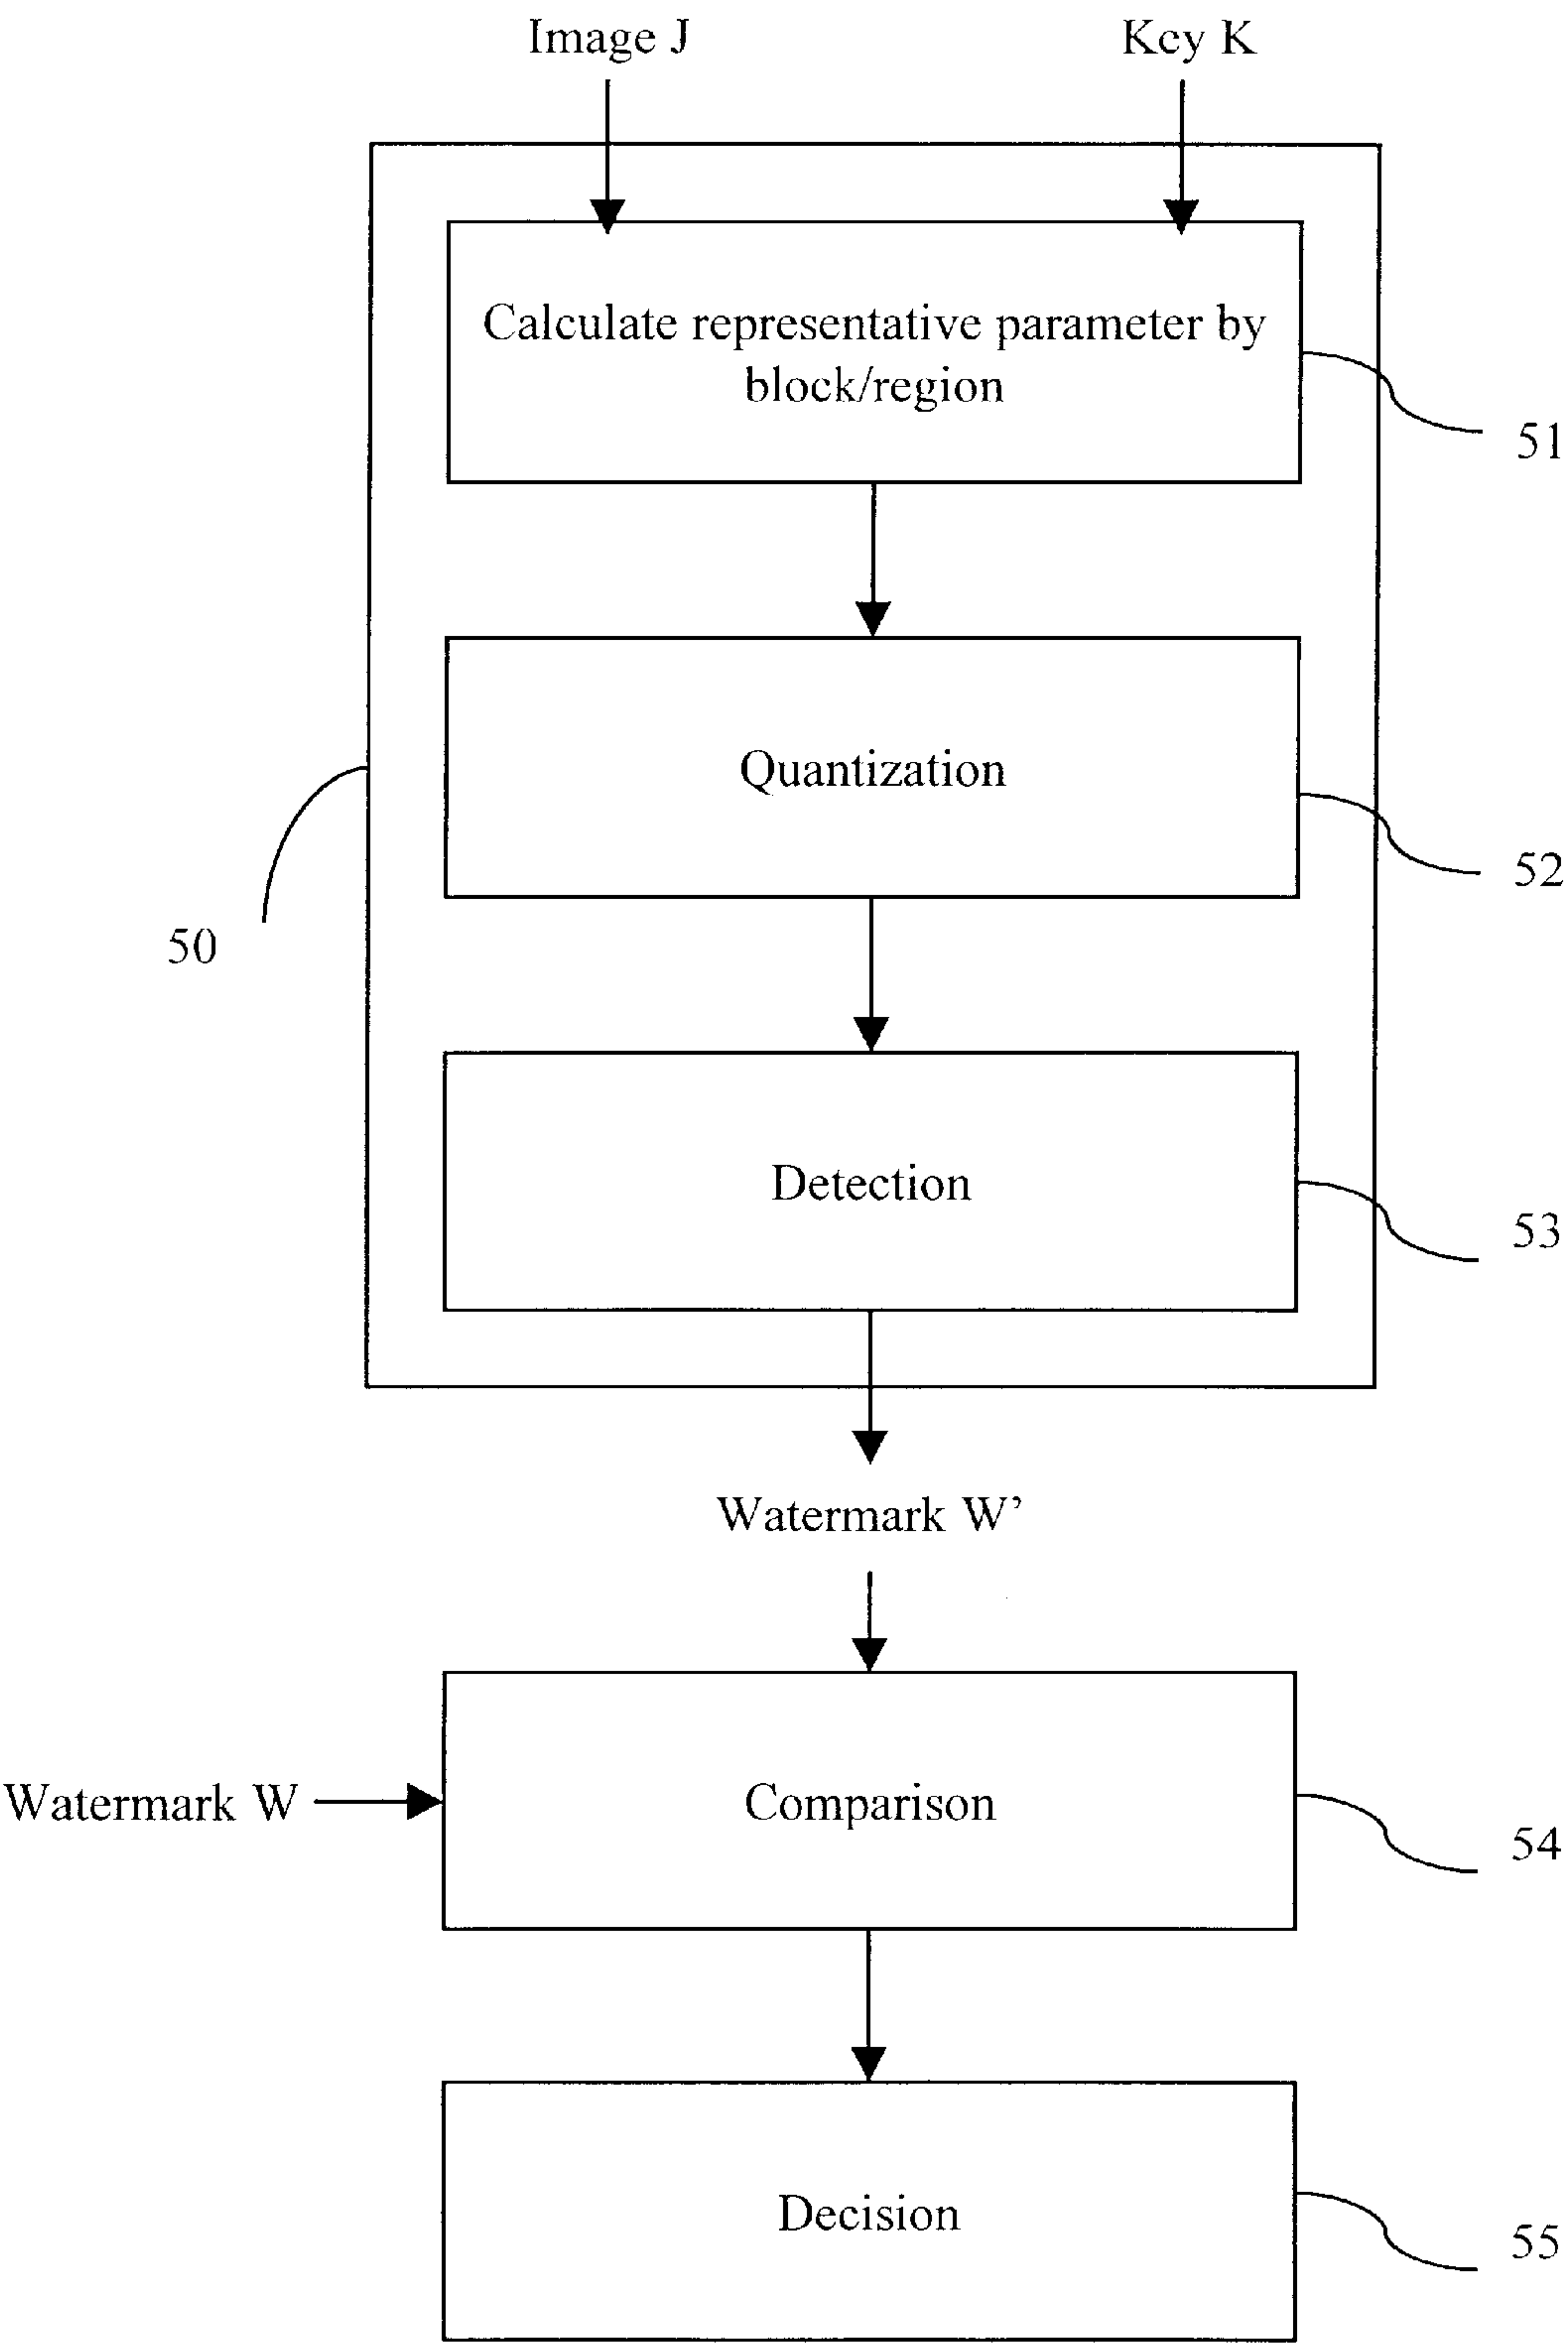 Image J
Key K
Calculate representative parameter by
block/region
51
Quantization
52
50
Detection
53
Watermark W’
Watermark W
Comparison
54
Decision
55